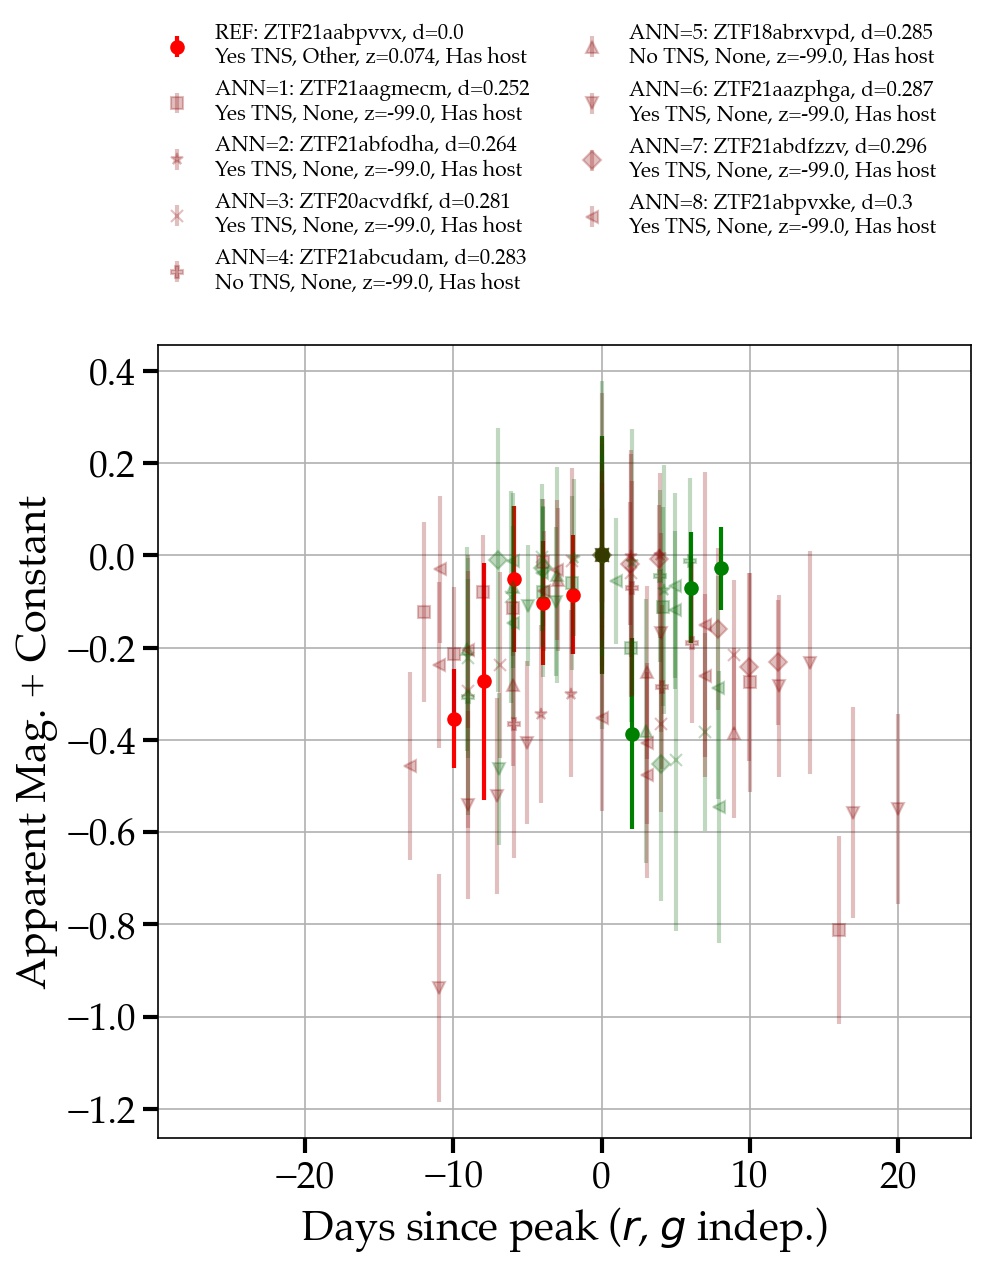 REF: ZTF21aabpvvx, d=0.0
Yes TNS, Other, z=0.074, Has host
ANN=1: ZTF21aagmecm, d=0.252
Yes TNS, None, z=-99.0, Has host
ANN=2: ZTF21abfodha, d=0.264
Yes TNS, None, z=-99.0, Has host
ANN=3: ZTF20acvdfkf, d=0.281
Yes TNS, None, z=-99.0, Has host
ANN=4: ZTF21abcudam, d=0.283
No TNS, None, z=-99.0, Has host
ANN=5: ZTF18abrxvpd, d=0.285
No TNS, None, z=-99.0, Has host
ANN=6: ZTF21aazphga, d=0.287
Yes TNS, None, z=-99.0, Has host
ANN=7: ZTF21abdfzzv, d=0.296
Yes TNS, None, z=-99.0, Has host
ANN=8: ZTF21abpvxke, d=0.3
Yes TNS, None, z=-99.0, Has host
Apparent Mag. + Constant
0.4
0.2
0.0
−0.2
−0.4
−0.6
−0.8
−1.0
−1.2
−20
−10
0
10
20
Days since peak (r, g indep.)